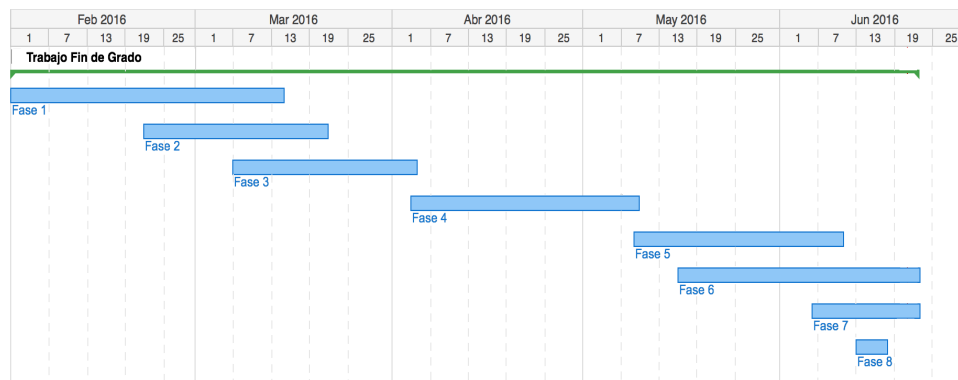 Feb 2016 Mar 2016 Abr 2016 May 2016 Jun 2016
1 7 13 19 25 1 7 13 19 25 1 7 13 19 25 1 7 13 19 25 1 7 13 19 25
Trabajo Fin de Grado
Fase 1
Fase 2
Fase 3
Fase 4
Fase 5
Fase 6
Fase 7
Fase 8